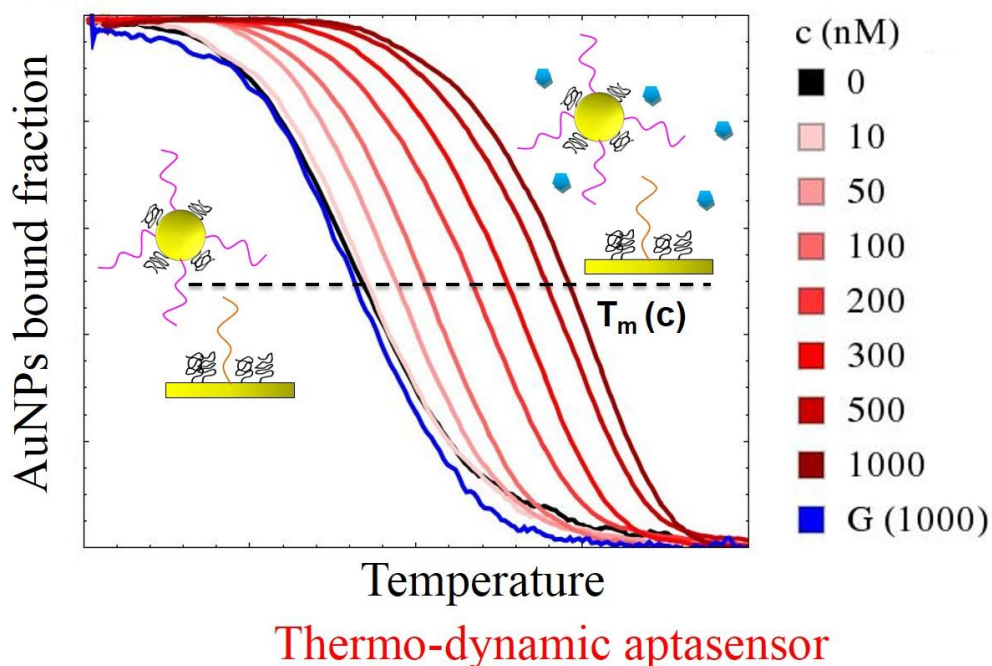 c (nM)
0
10
50
100
200
300
500
1000
G (1000)
AuNPs bound fraction
Tm (c)
Temperature
Thermo-dynamic aptasensor